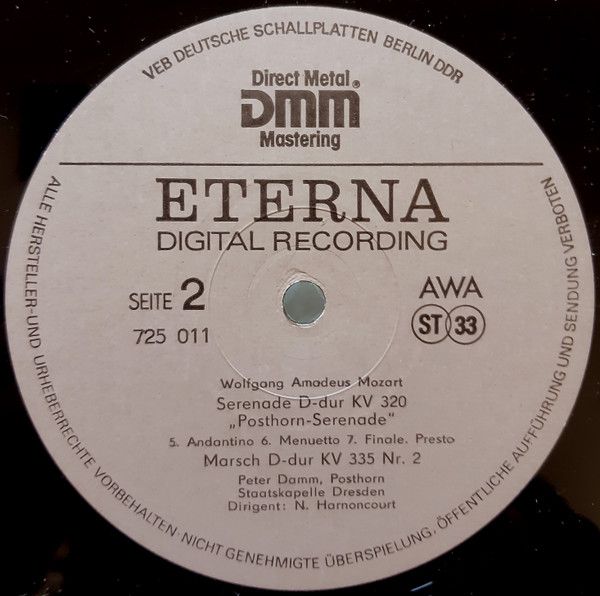 VEB DEUTSCHE SCHALLPLATTEN BERLIN DDR
Direct Metal®
DMM
Mastering
ETERNA
DIGITAL RECORDING
SEITE 2
725 011
AWA
ST 33
Wolfgang Amadeus Mozart
Serenade D-dur KV 320
„Posthorn-Serenade“
5. Andantino 6. Menuetto 7. Finale. Presto
Marsch D-dur KV 335 Nr. 2
Peter Damm, Posthorn
Staatskapelle Dresden
Dirigent: N. Harnoncourt
ALLE HERSTELLER- UND URHEBERRECHTE VORBEHALTEN · NICHT GENEHMIGTE ÜBERSPIELUNG, ÖFFENTLICHE AUFFÜHRUNG UND SENDUNG VERBOTEN